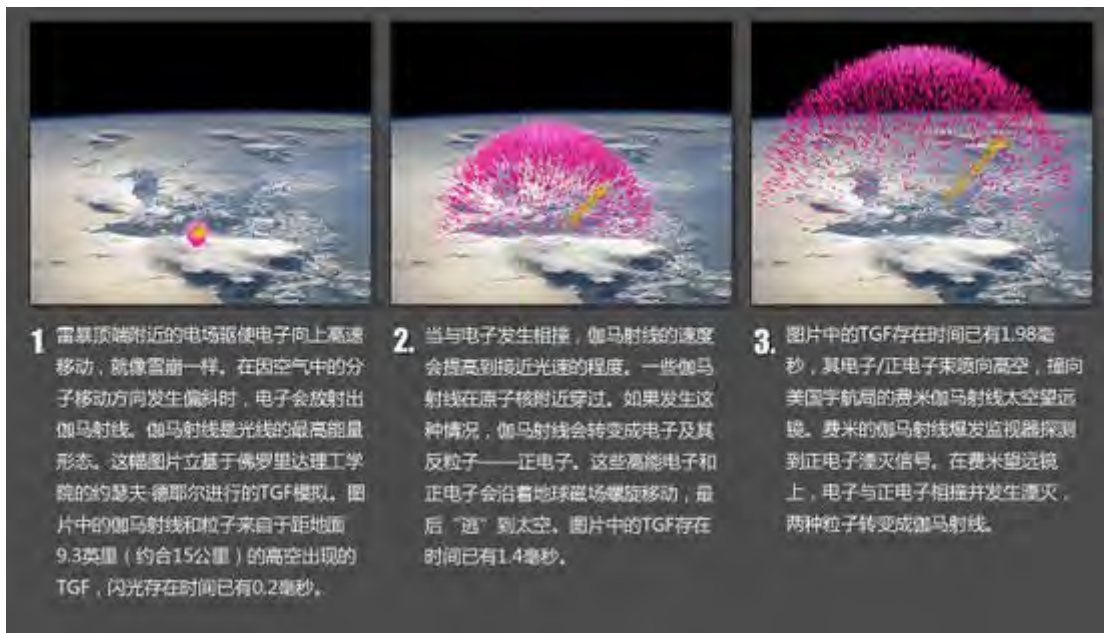 1
雷暴顶端附近的电场驱使电子向上高速
移动，就像雪崩一样。在因空气中的分
子移动方向发生偏斜时，电子会放射出
伽马射线。伽马射线是光线的最高能量
形态。这幅图片立基于佛罗里达理工学
院的约瑟夫·德耶尔进行的TGF模拟。图
片中的伽马射线和粒子来自于距地面
9.3英里（约合15公里）的高空出现的
TGF，闪光存在时间已有0.2毫秒。
2.
当与电子发生相撞，伽马射线的速度
会提高到接近光速的程度。一些伽马
射线在原子核附近穿过。如果发生这
种情况，伽马射线会转变成电子及其
反粒子——正电子。这些高能电子和
正电子会沿着地球磁场螺旋移动，最
后“逃”到太空。图片中的TGF存在
时间已有1.4毫秒。
3.
图片中的TGF存在时间已有1.98毫
秒，其电子/正电子束喷向高空，撞向
美国宇航局的费米伽马射线太空望远
镜。费米的伽马射线爆发监视器探测
到正电子湮灭信号。在费米望远镜
上，电子与正电子相撞并发生湮灭，
两种粒子转变成伽马射线。